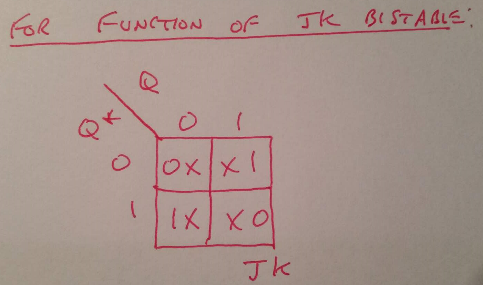 FOR FUNCTION OF JK BISTABLE:
Q
Q* 0 1
0 0X X1
1 1X X0
JK